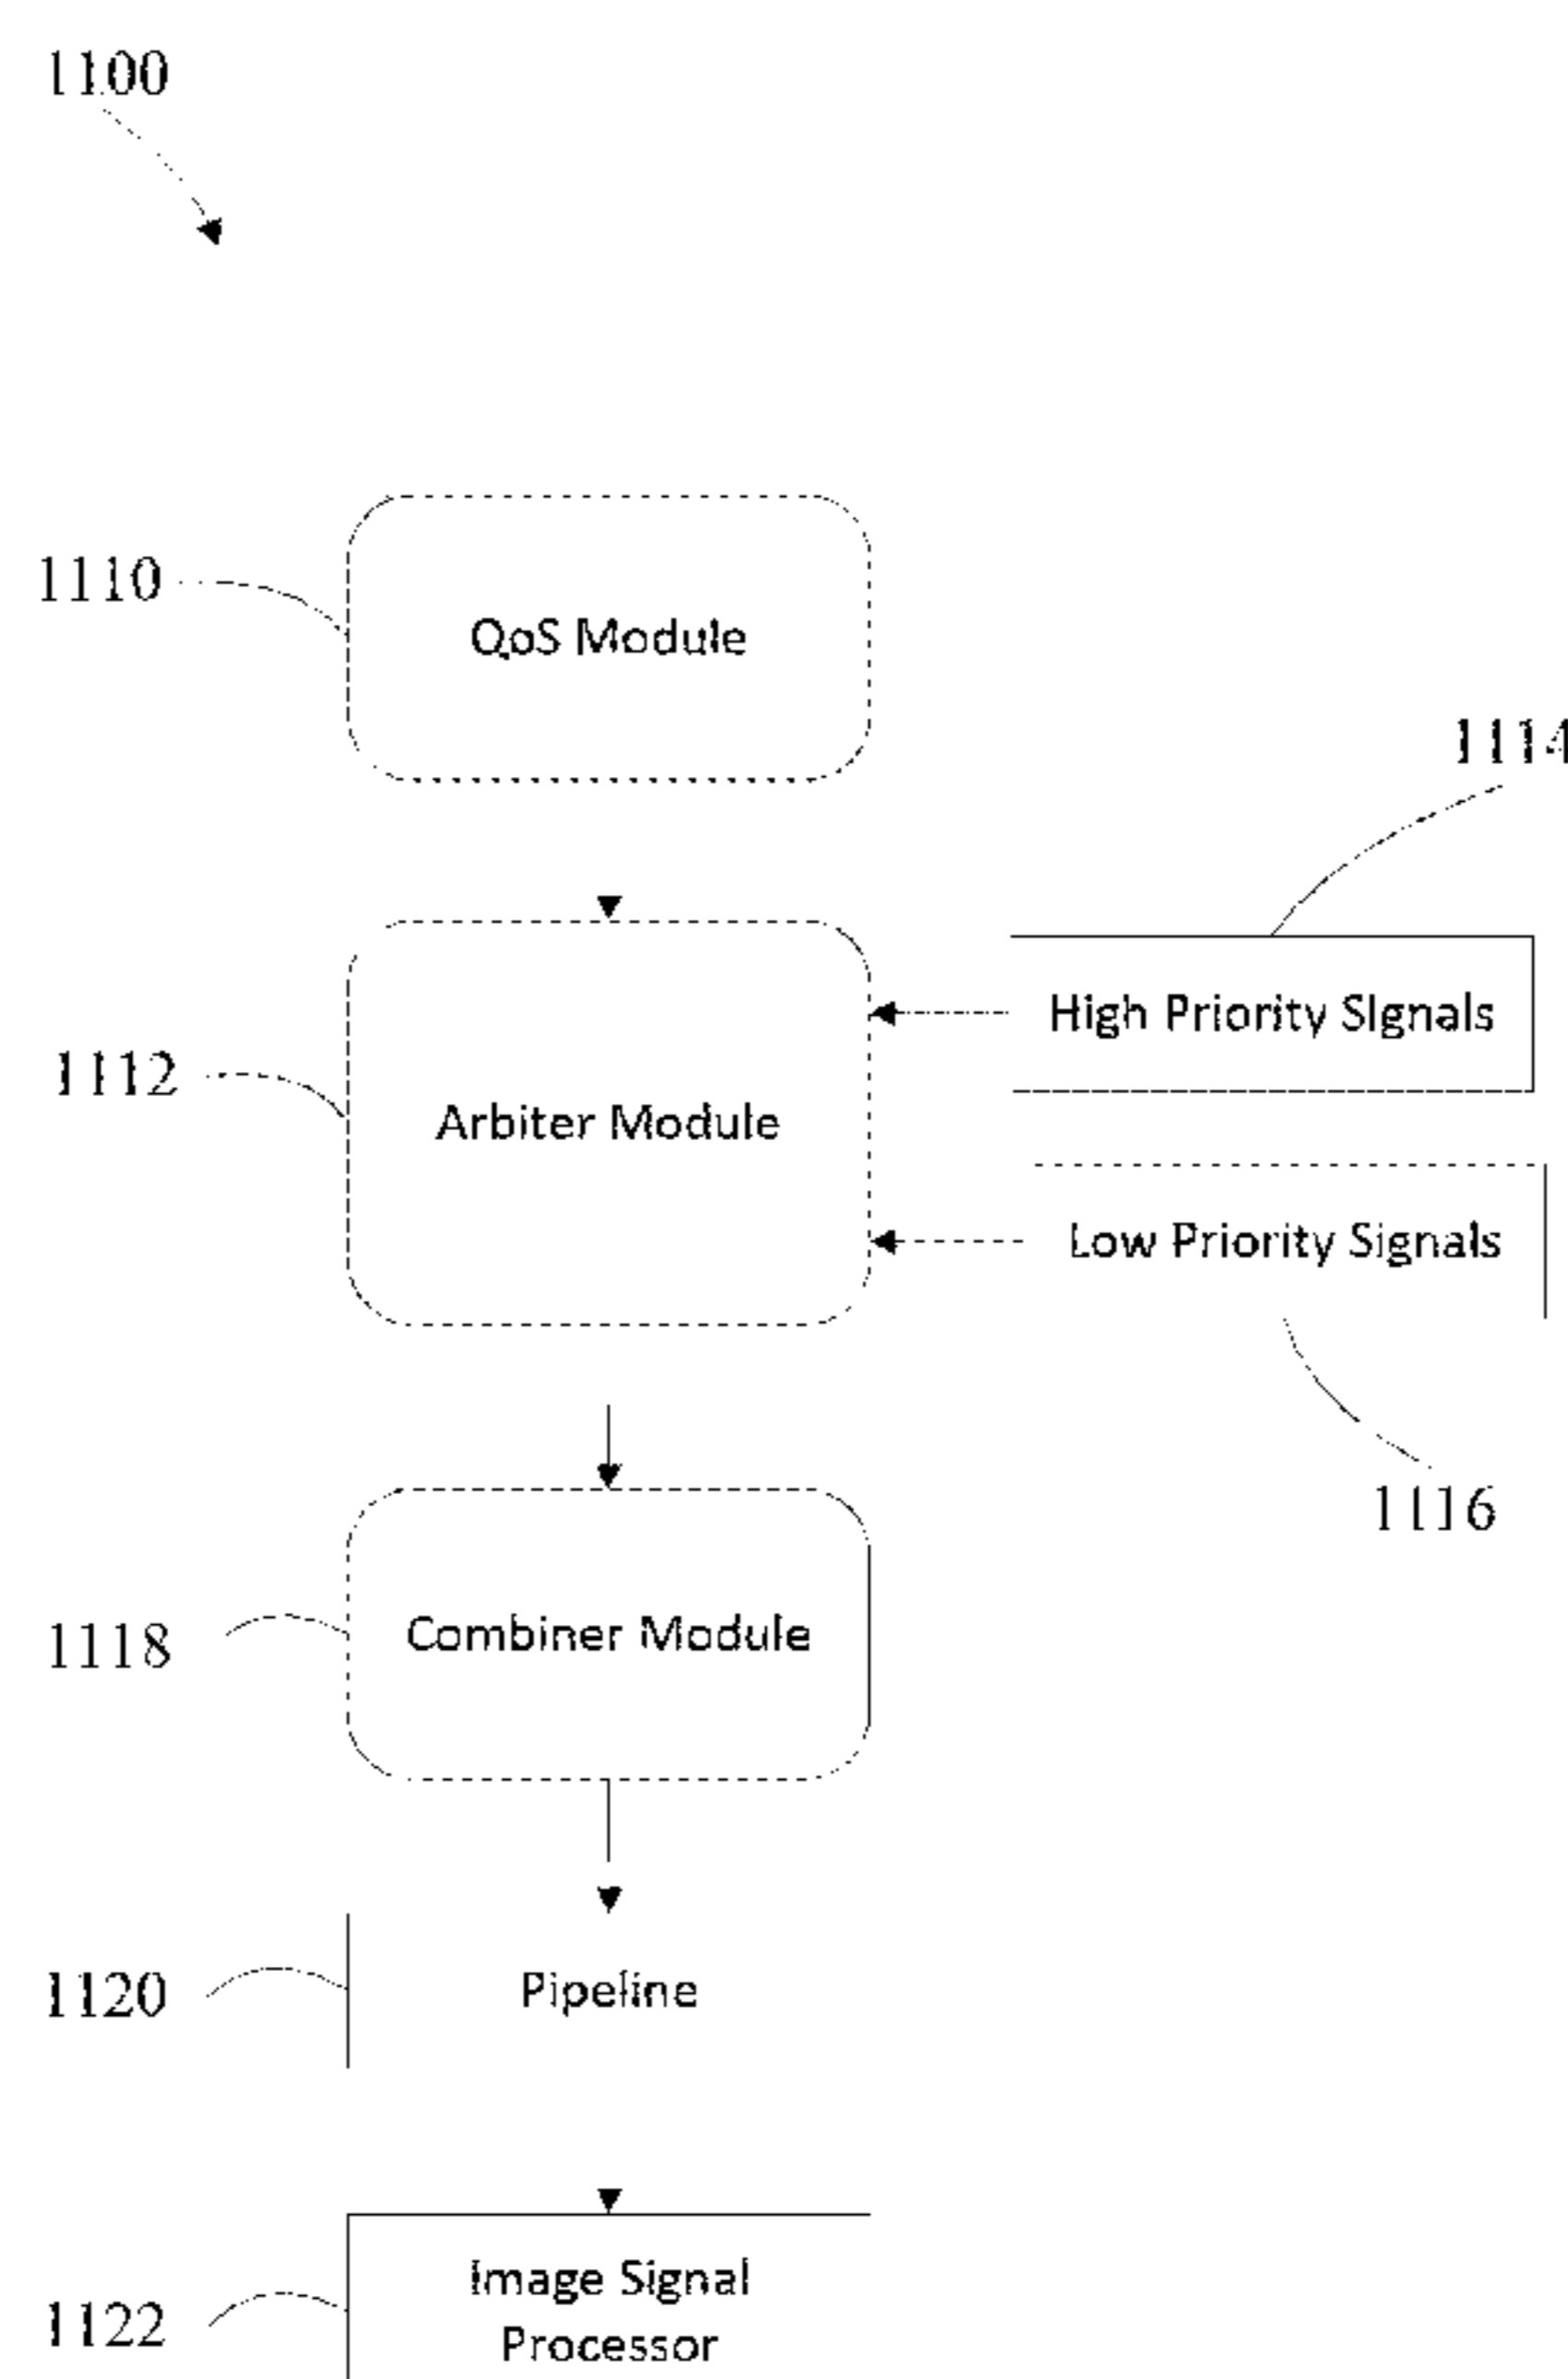 1100
1110
QoS Module
1114
High Priority SIgnals
1112
Arbiter Module
Low Priority Signals
1116
Combiner Module
1118
1120
Pipeline
Image Signal
Processor
1122